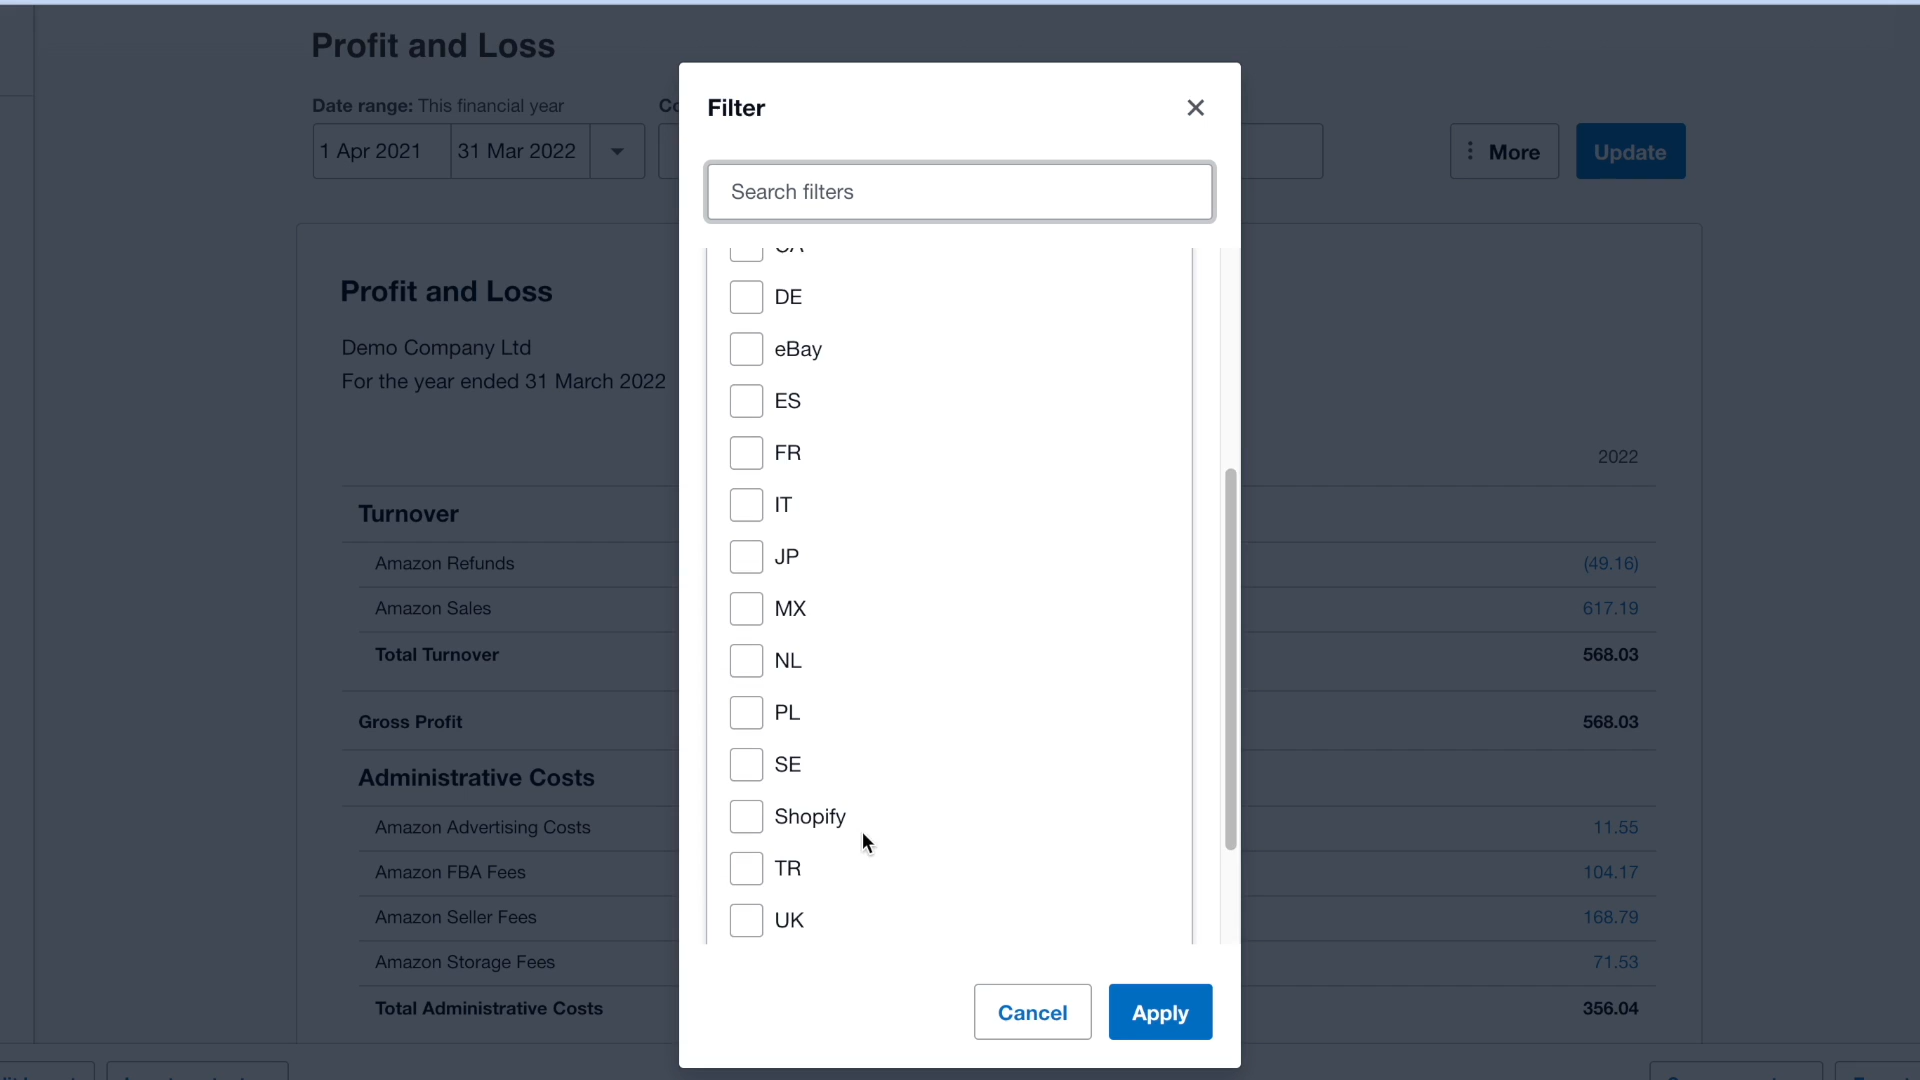 Profit and Loss
Date range: This financial year
1 Apr 2021
31 Mar 2022
More
Update
Filter
Search filters
DE
eBay
ES
FR
IT
JP
MX
NL
PL
SE
Shopify
TR
UK
Cancel
Apply
Profit and Loss
Demo Company Ltd
For the year ended 31 March 2022
2022
Turnover
Amazon Refunds (49.16)
Amazon Sales 617.19
Total Turnover 568.03
Gross Profit 568.03
Administrative Costs
Amazon Advertising Costs 11.55
Amazon FBA Fees 104.17
Amazon Seller Fees 168.79
Amazon Storage Fees 71.53
Total Administrative Costs 356.04